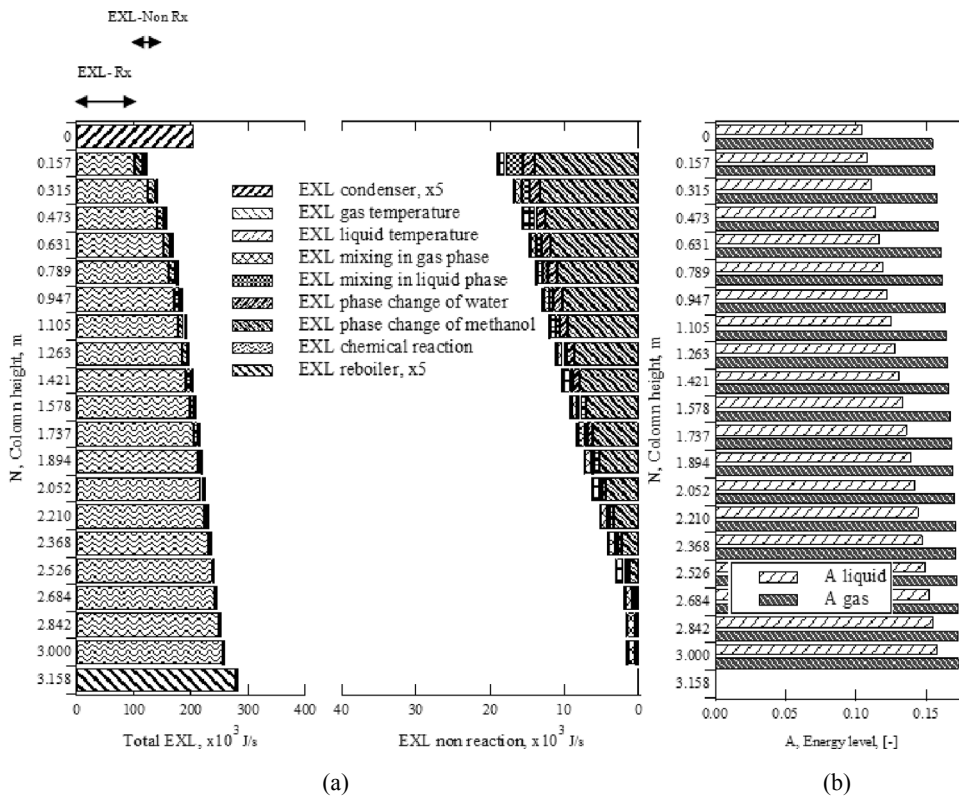 EXL-Non Rx
EXL-Rx
0
0.157
0.315
0.473
0.631
0.789
0.947
1.105
1.263
1.421
1.578
1.737
1.894
2.052
2.210
2.368
2.526
2.684
2.842
3.000
3.158
N, Colomn height, m
0 100 200 300 400
Total EXL, x10³ J/s
EXL condenser, x5
EXL gas temperature
EXL liquid temperature
EXL mixing in gas phase
EXL mixing in liquid phase
EXL phase change of water
EXL phase change of methanol
EXL chemical reaction
EXL reboiler, x5
40 30 20 10 0
EXL non reaction, x10³ J/s
0
0.157
0.315
0.473
0.631
0.789
0.947
1.105
1.263
1.421
1.578
1.737
1.894
2.052
2.210
2.368
2.526
2.684
2.842
3.000
3.158
N, Colomn height, m
A liquid
A gas
0.00 0.05 0.10 0.15
A, Energy level, [-]
(a)
(b)